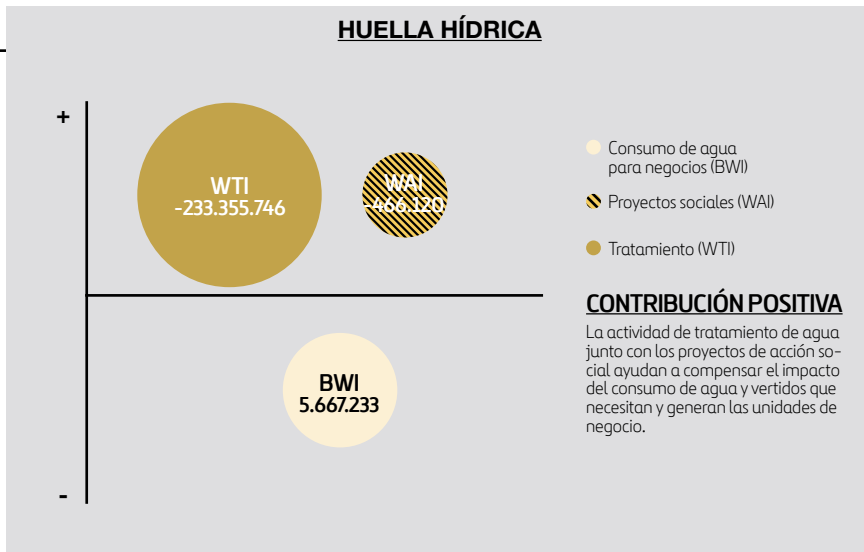 HUELLA HÍDRICA
+
WTI
-233.355.746
WAI
-466.120
BWI
5.667.233
-
Consumo de agua
para negocios (BWI)
Proyectos sociales (WAI)
Tratamiento (WTI)
CONTRIBUCIÓN POSITIVA
La actividad de tratamiento de agua
junto con los proyectos de acción so-
cial ayudan a compensar el impacto
del consumo de agua y vertidos que
necesitan y generan las unidades de
negocio.